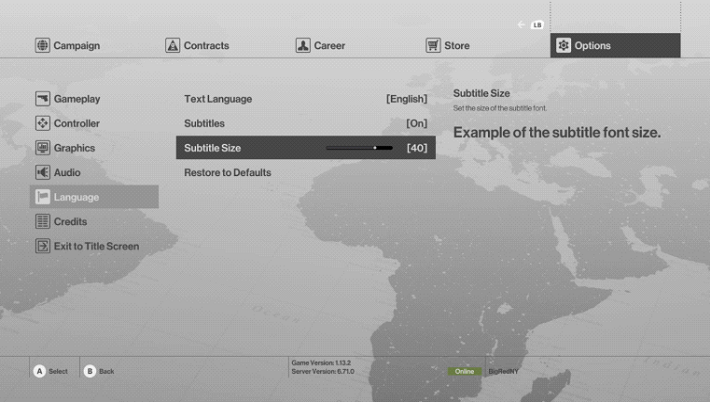 LB
Campaign
Contracts
Career
Store
Options
Gameplay
Controller
Graphics
Audio
Language
Credits
Exit to Title Screen
Text Language [English]
Subtitles [On]
Subtitle Size [40]
Restore to Defaults
Subtitle Size
Set the size of the subtitle font.
Example of the subtitle font size.
Ocean
Indian
A Select
B Back
Game Version: 1.13.2
Server Version: 6.71.0
Online
BigRedNY